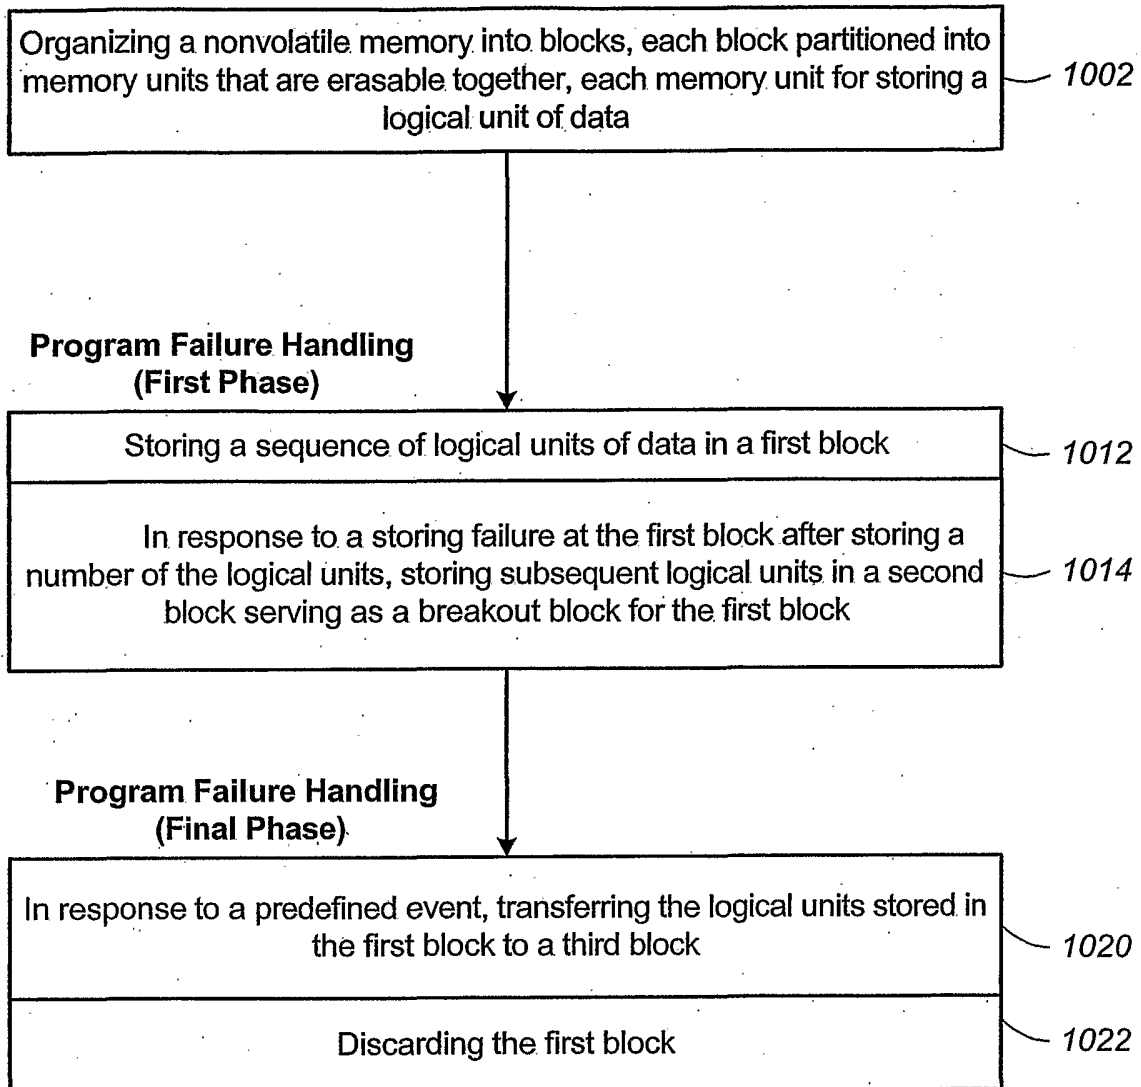 Organizing a nonvolatile memory into blocks, each block partitioned into
memory units that are erasable together, each memory unit for storing a
logical unit of data
1002
Program Failure Handling
(First Phase)
Storing a sequence of logical units of data in a first block
1012
In response to a storing failure at the first block after storing a
number of the logical units, storing subsequent logical units in a second
block serving as a breakout block for the first block
1014
Program Failure Handling
(Final Phase)
In response to a predefined event, transferring the logical units stored in
the first block to a third block
1020
Discarding the first block
1022